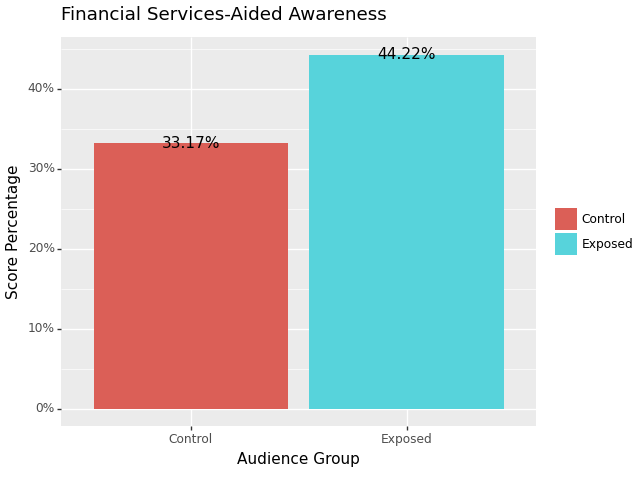 Financial Services-Aided Awareness
44.22%
33.17%
40%
30%
20%
10%
0%
Score Percentage
Control
Exposed
Audience Group
Control
Exposed